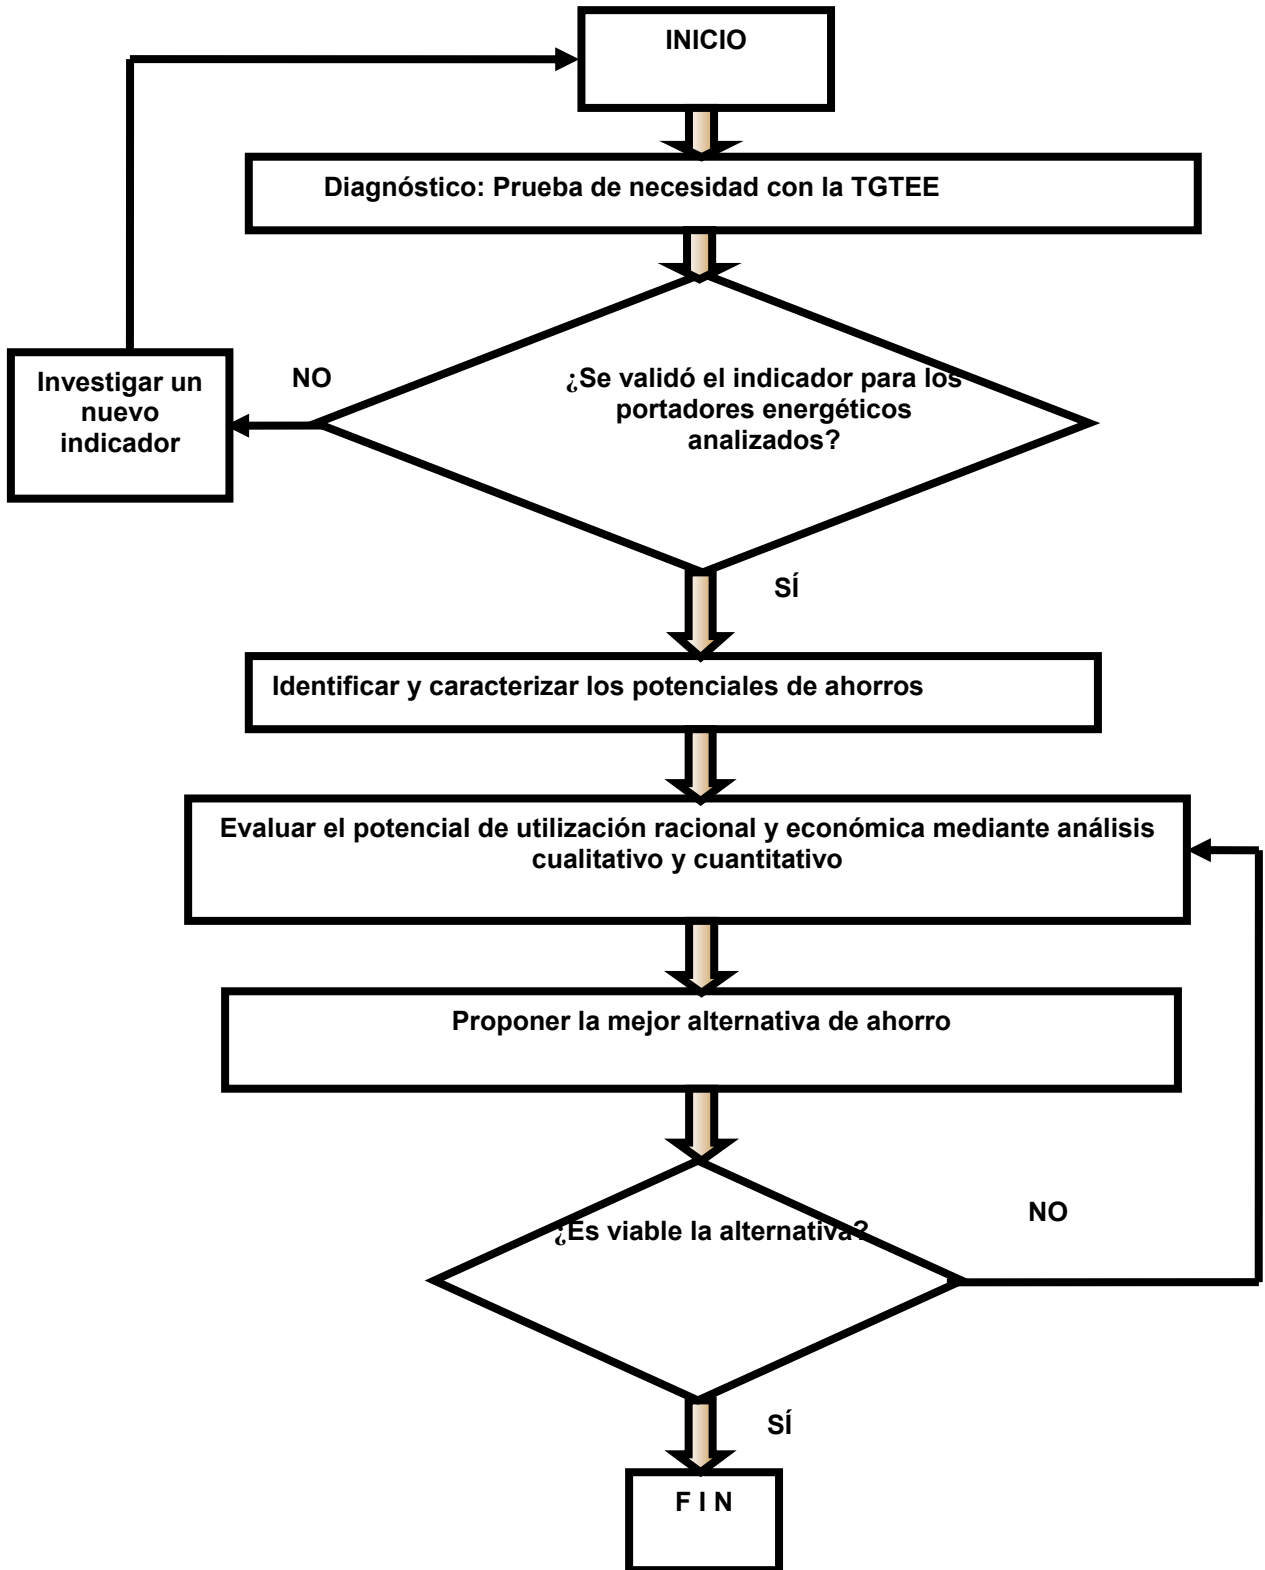 INICIO
Diagnóstico: Prueba de necesidad con la TGTEE
¿Se validó el indicador para los
portadores energéticos
analizados?
NO
Investigar un
nuevo
indicador
SÍ
Identificar y caracterizar los potenciales de ahorros
Evaluar el potencial de utilización racional y económica mediante análisis
cualitativo y cuantitativo
Proponer la mejor alternativa de ahorro
¿Es viable la alternativa?
NO
SÍ
F I N